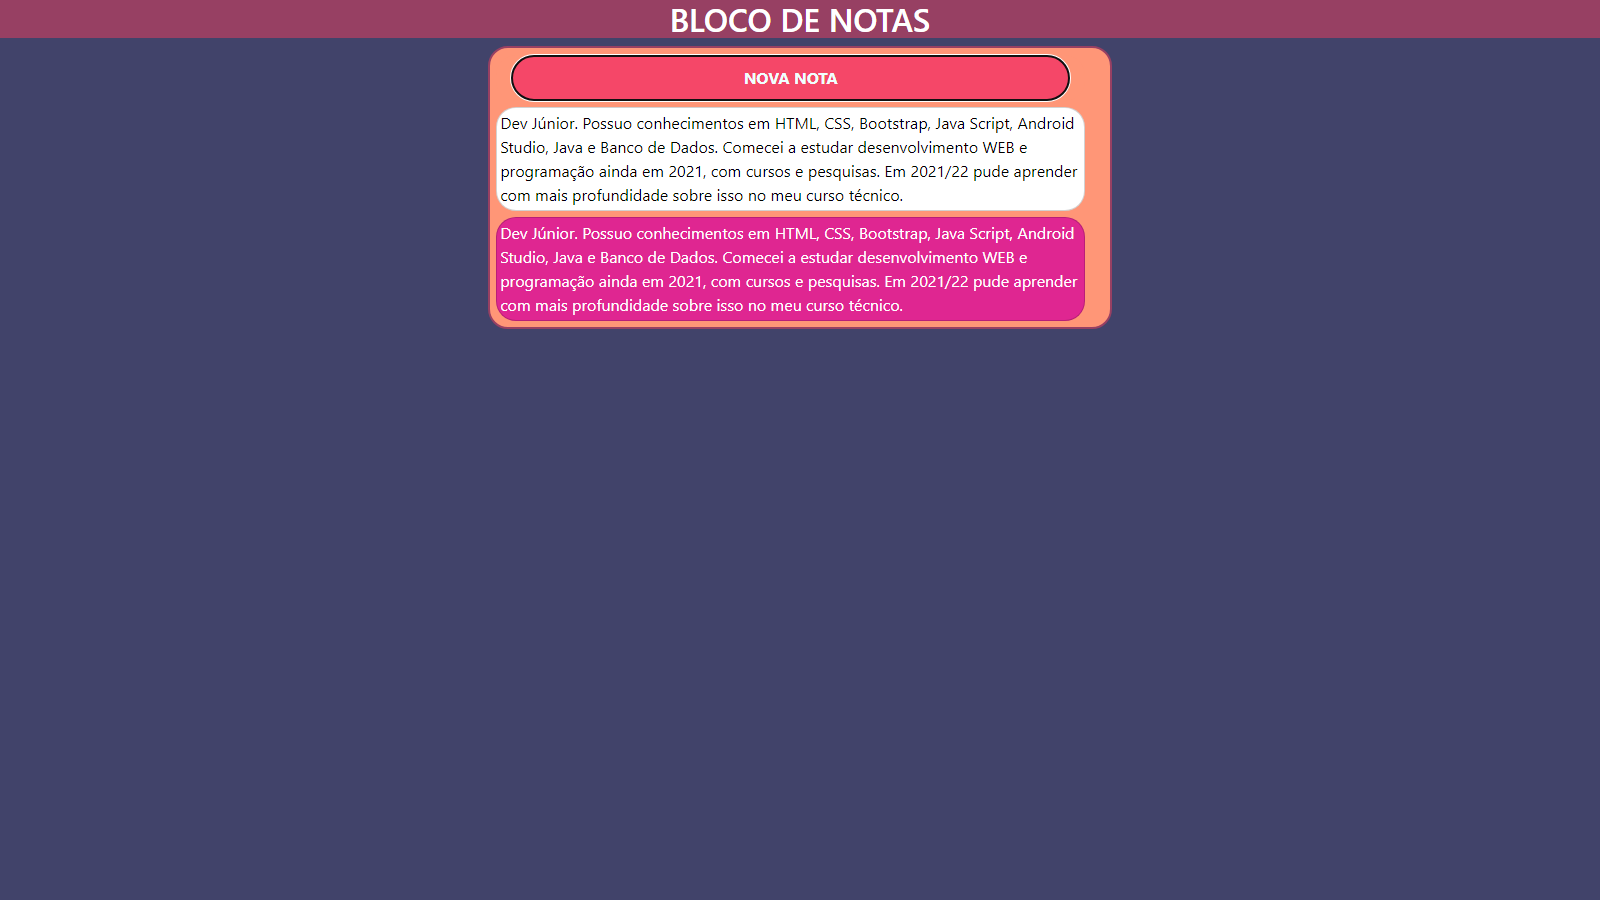 BLOCO DE NOTAS
NOVA NOTA
Dev Júnior. Possuo conhecimentos em HTML, CSS, Bootstrap, Java Script, Android
Studio, Java e Banco de Dados. Comecei a estudar desenvolvimento WEB e
programação ainda em 2021, com cursos e pesquisas. Em 2021/22 pude aprender
com mais profundidade sobre isso no meu curso técnico.
Dev Júnior. Possuo conhecimentos em HTML, CSS, Bootstrap, Java Script, Android
Studio, Java e Banco de Dados. Comecei a estudar desenvolvimento WEB e
programação ainda em 2021, com cursos e pesquisas. Em 2021/22 pude aprender
com mais profundidade sobre isso no meu curso técnico.